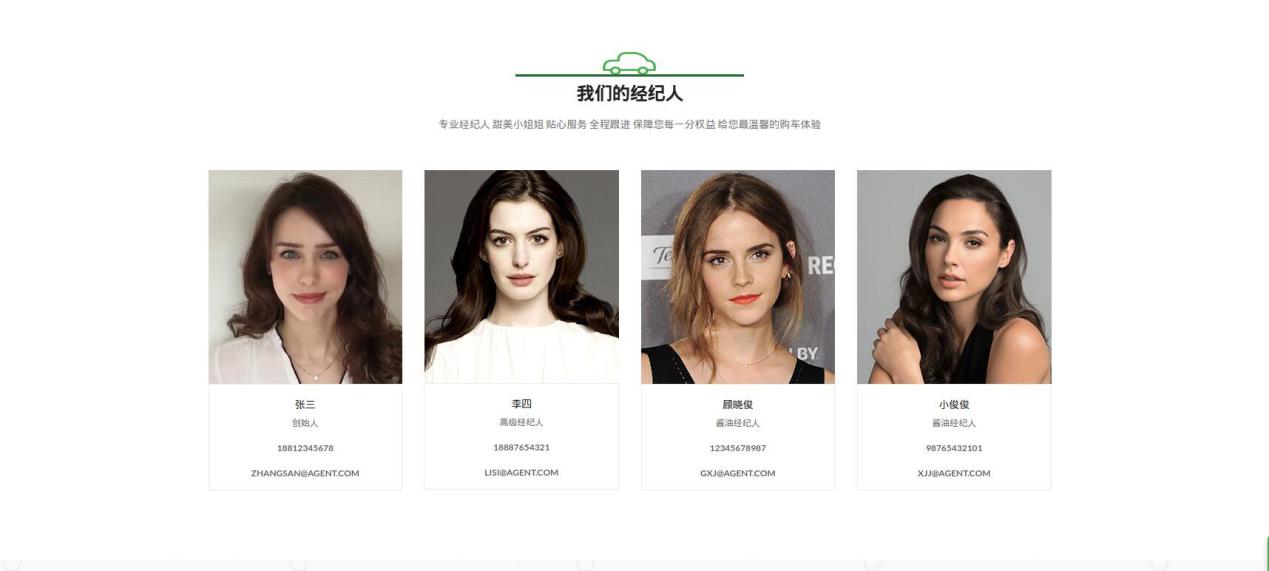 我们的经纪人
专业经纪人 甜美小姐姐 贴心服务 全程跟进 保障您每一分权益 给您最温馨的购车体验
Te
RE
LBY
张三
创始人
18812345678
ZHANGSAN@AGENT.COM
李四
高级经纪人
18887654321
LISI@AGENT.COM
顾晓俊
酱油经纪人
12345678987
GXJ@AGENT.COM
小俊俊
酱油经纪人
98765432101
XJJ@AGENT.COM